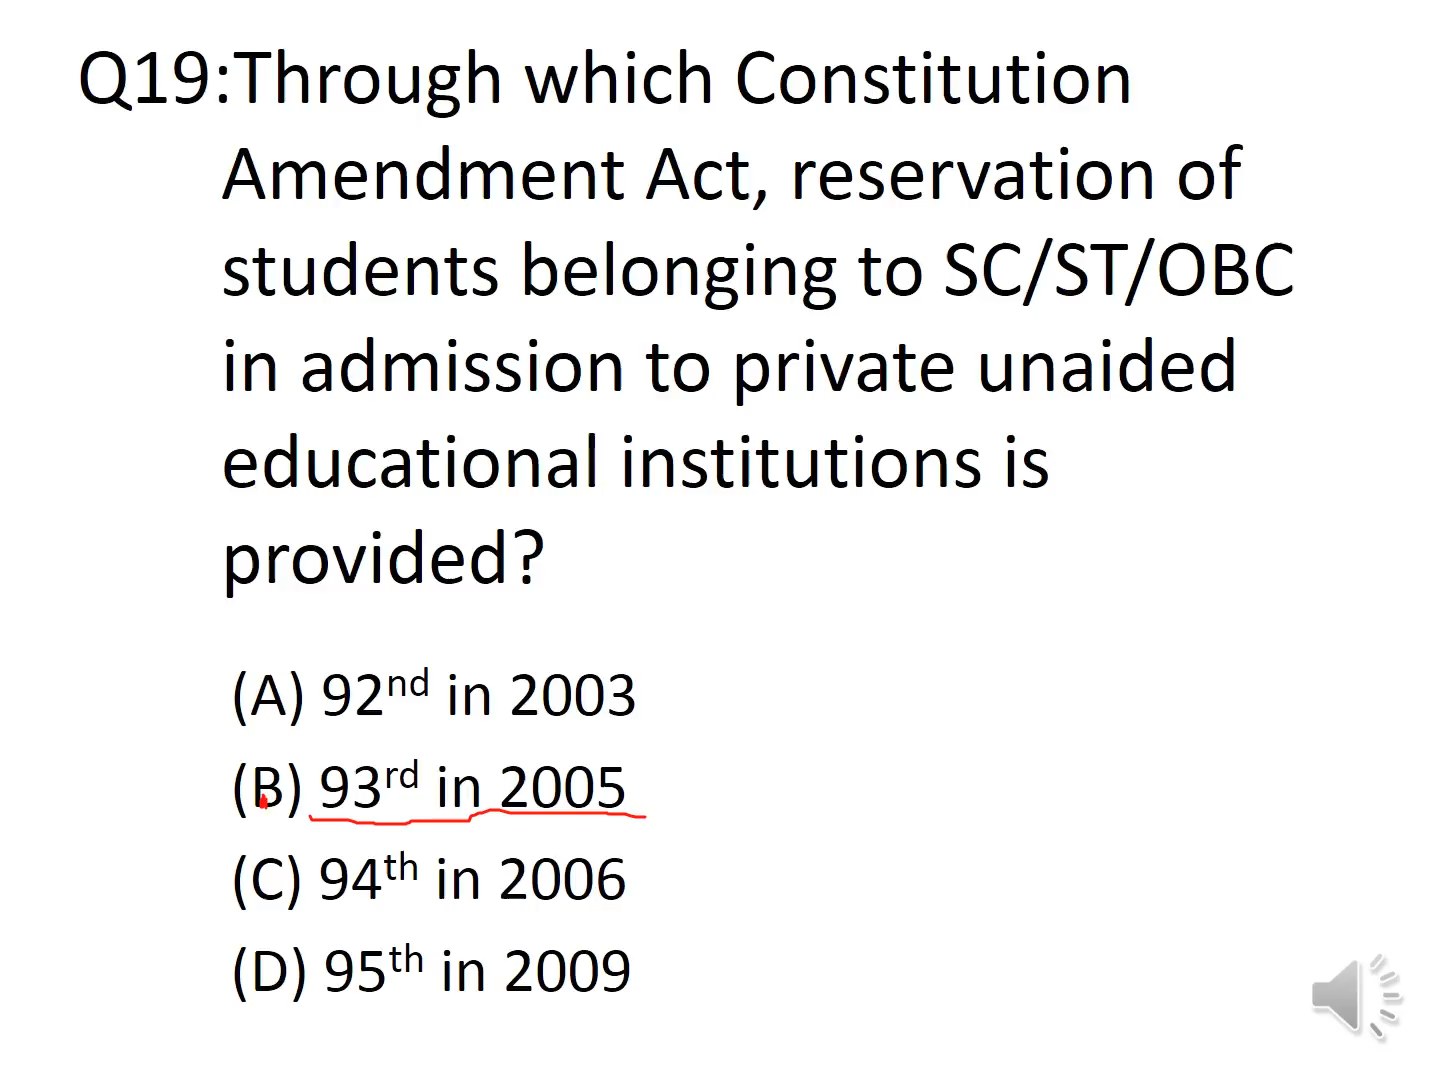 Q19:Through which Constitution
Amendment Act, reservation of
students belonging to SC/ST/OBC
in admission to private unaided
educational institutions is
provided?
(A) 92nd in 2003
(B) 93rd in 2005
(C) 94th in 2006
(D) 95th in 2009